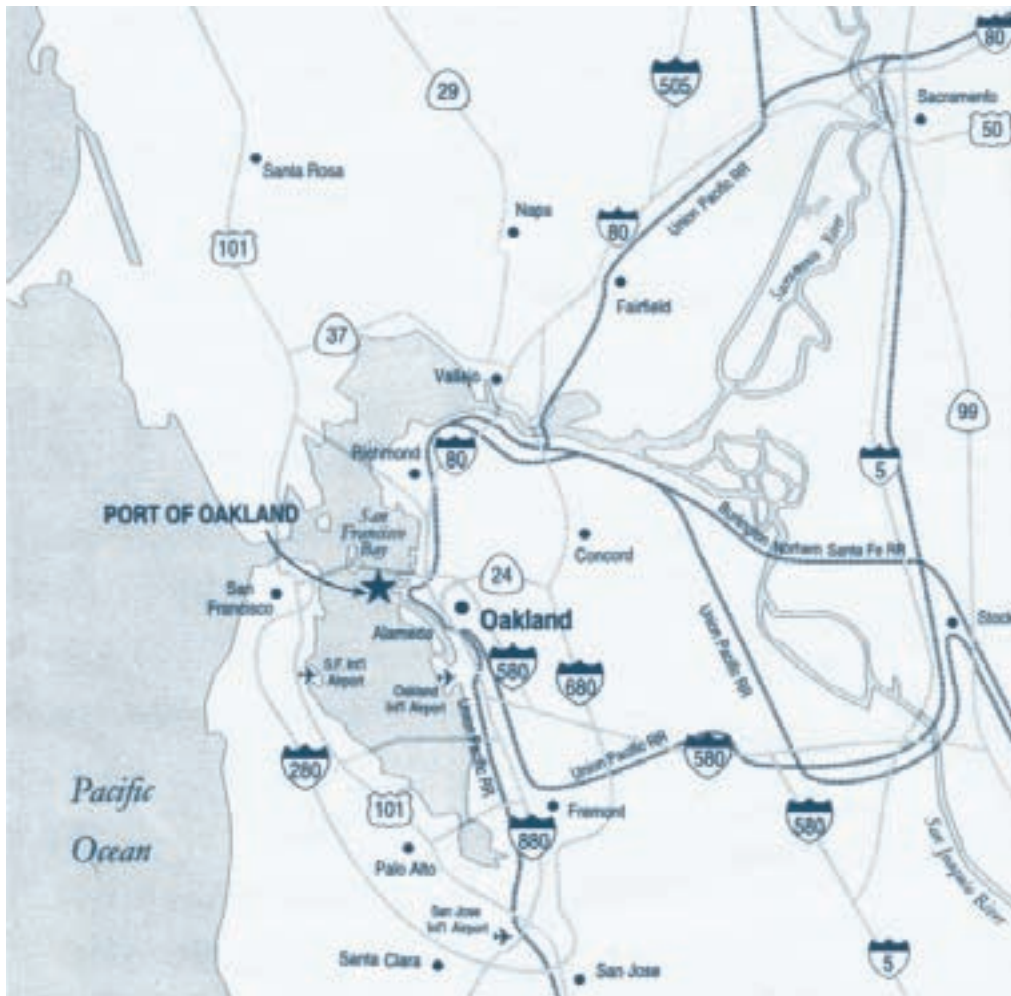 80
29
505
Sacramento
50
Santa Rosa
Union Pacific RR
Napa
101
80
Sacramento River
Fairfield
37
Vallejo
99
Richmond
80
5
PORT OF OAKLAND
San
Francisco
Bay
Burlington Northern Santa Fe RR
Concord
24
San
Francisco
Oakland
Alameda
Stock
Union Pacific RR
580
S.F. Int'l
Airport
680
Oakland
Int'l Airport
Union Pacific RR
Union Pacific RR
580
280
Pacific
Ocean
101
Fremont
580
880
Palo Alto
San Joaquin River
San Jose
Int'l Airport
5
Santa Clara
San Jose